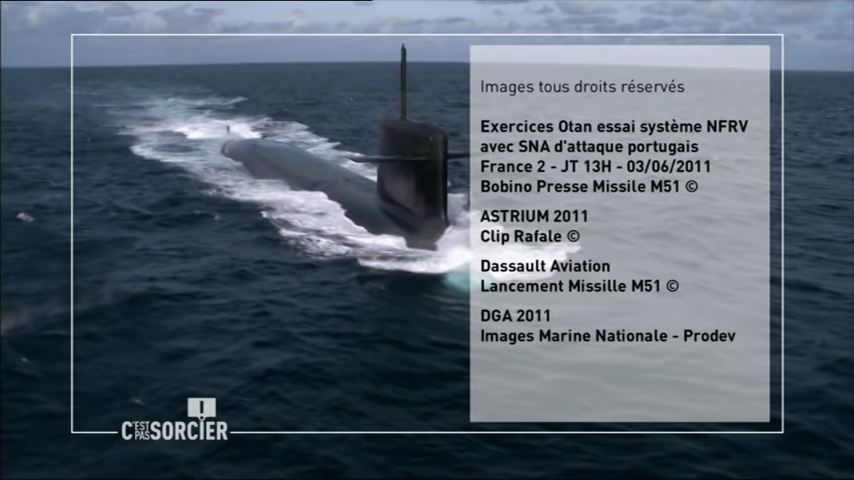 Images tous droits réservés
Exercices Otan essai système NFRV
avec SNA d'attaque portugais
France 2 - JT 13H - 03/06/2011
Bobino Presse Missile M51 ©
ASTRIUM 2011
Clip Rafale ©
Dassault Aviation
Lancement Missille M51 ©
DGA 2011
Images Marine Nationale - Prodev
!
C'EST PAS SORCIER